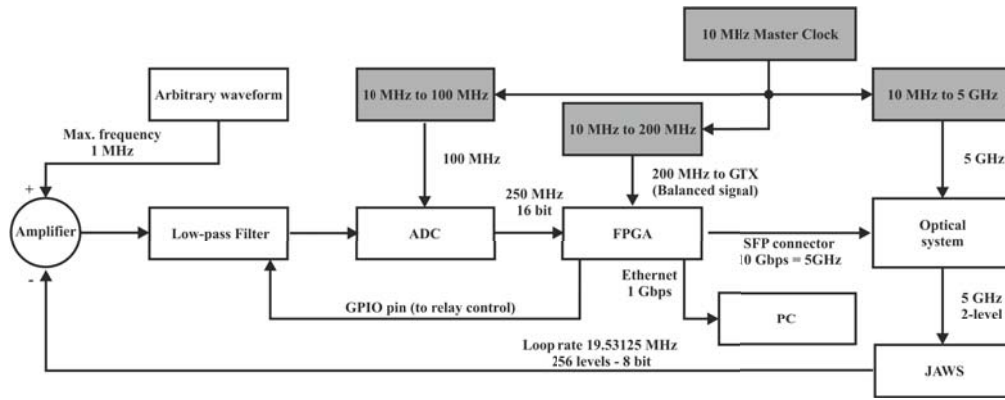 10 MHz Master Clock
Arbitrary waveform
10 MHz to 100 MHz
10 MHz to 5 GHz
10 MHz to 200 MHz
Max. frequency
1 MHz
100 MHz
200 MHz to GTX
(Balanced signal)
5 GHz
+
250 MHz
16 bit
Amplifier
Low-pass Filter
ADC
FPGA
Optical
system
SFP connector
10 Gbps = 5GHz
-
Ethernet
1 Gbps
GPIO pin (to relay control)
PC
5 GHz
2-level
Loop rate 19.53125 MHz
256 levels - 8 bit
JAWS